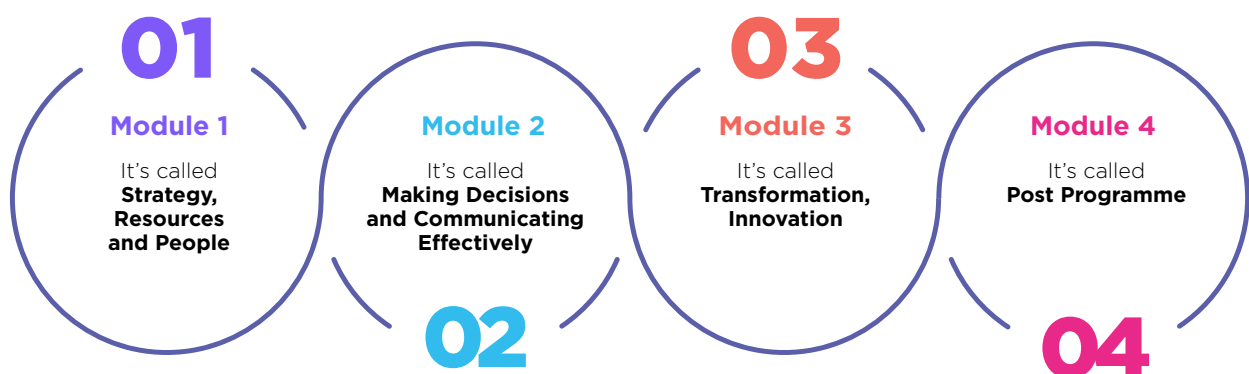 01
Module 1
It’s called
Strategy,
Resources
and People
Module 2
It’s called
Making Decisions
and Communicating
Effectively
02
03
Module 3
It’s called
Transformation,
Innovation
Module 4
It’s called
Post Programme
04